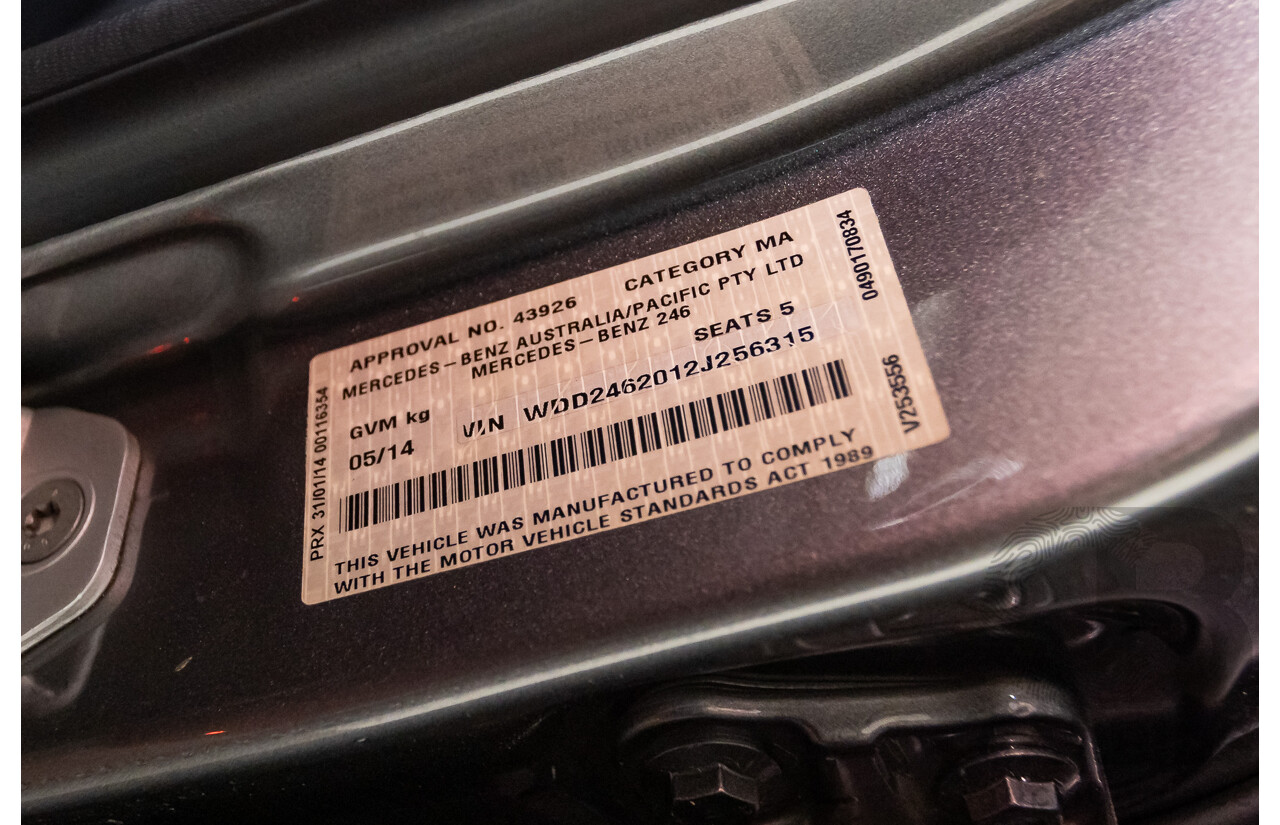 APPROVAL NO. 43926 CATEGORY MA
MERCEDES-BENZ AUSTRALIA/PACIFIC PTY LTD
MERCEDES-BENZ 246
SEATS 5
GVM kg
VIN WDD2462012J256315
05/14
THIS VEHICLE WAS MANUFACTURED TO COMPLY
WITH THE MOTOR VEHICLE STANDARDS ACT 1989
PRX 31/01/14 00116354
0490170834
V253556